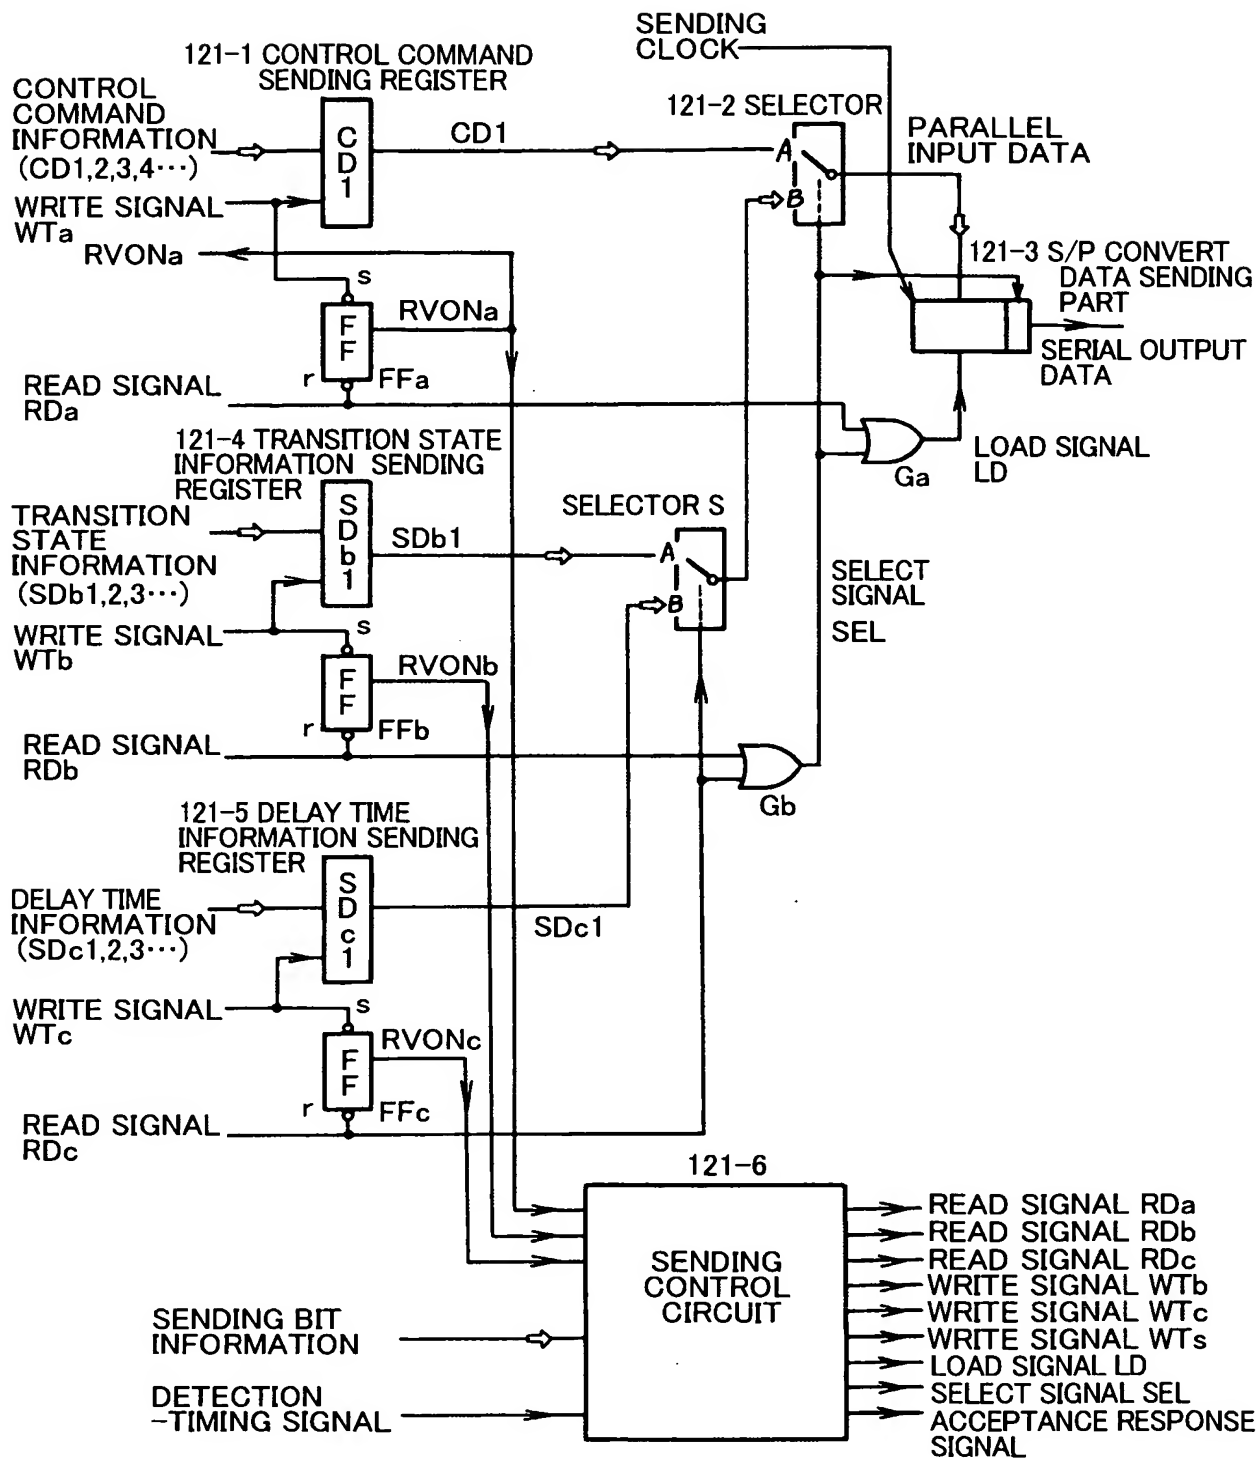 SENDING
CLOCK
121-1 CONTROL COMMAND
SENDING REGISTER
CONTROL
COMMAND
INFORMATION
(CD1,2,3,4⋯)
C
D
1
CD1
121-2 SELECTOR
A
B
PARALLEL
INPUT DATA
WRITE SIGNAL
WTa
RVONa
s
F
F
RVONa
r
FFa
READ SIGNAL
RDa
121-3 S/P CONVERT
DATA SENDING
PART
SERIAL OUTPUT
DATA
Ga
LOAD SIGNAL
LD
121-4 TRANSITION STATE
INFORMATION SENDING
REGISTER
TRANSITION
STATE
INFORMATION
(SDb1,2,3⋯)
S
D
b
1
SDb1
SELECTOR S
A
B
SELECT
SIGNAL
SEL
WRITE SIGNAL
WTb
s
F
F
RVONb
r
FFb
READ SIGNAL
RDb
Gb
121-5 DELAY TIME
INFORMATION SENDING
REGISTER
DELAY TIME
INFORMATION
(SDc1,2,3⋯)
S
D
c
1
SDc1
WRITE SIGNAL
WTc
s
F
F
RVONc
r
FFc
READ SIGNAL
RDc
121-6
SENDING
CONTROL
CIRCUIT
SENDING BIT
INFORMATION
DETECTION
-TIMING SIGNAL
READ SIGNAL RDa
READ SIGNAL RDb
READ SIGNAL RDc
WRITE SIGNAL WTb
WRITE SIGNAL WTc
WRITE SIGNAL WTs
LOAD SIGNAL LD
SELECT SIGNAL SEL
ACCEPTANCE RESPONSE
SIGNAL